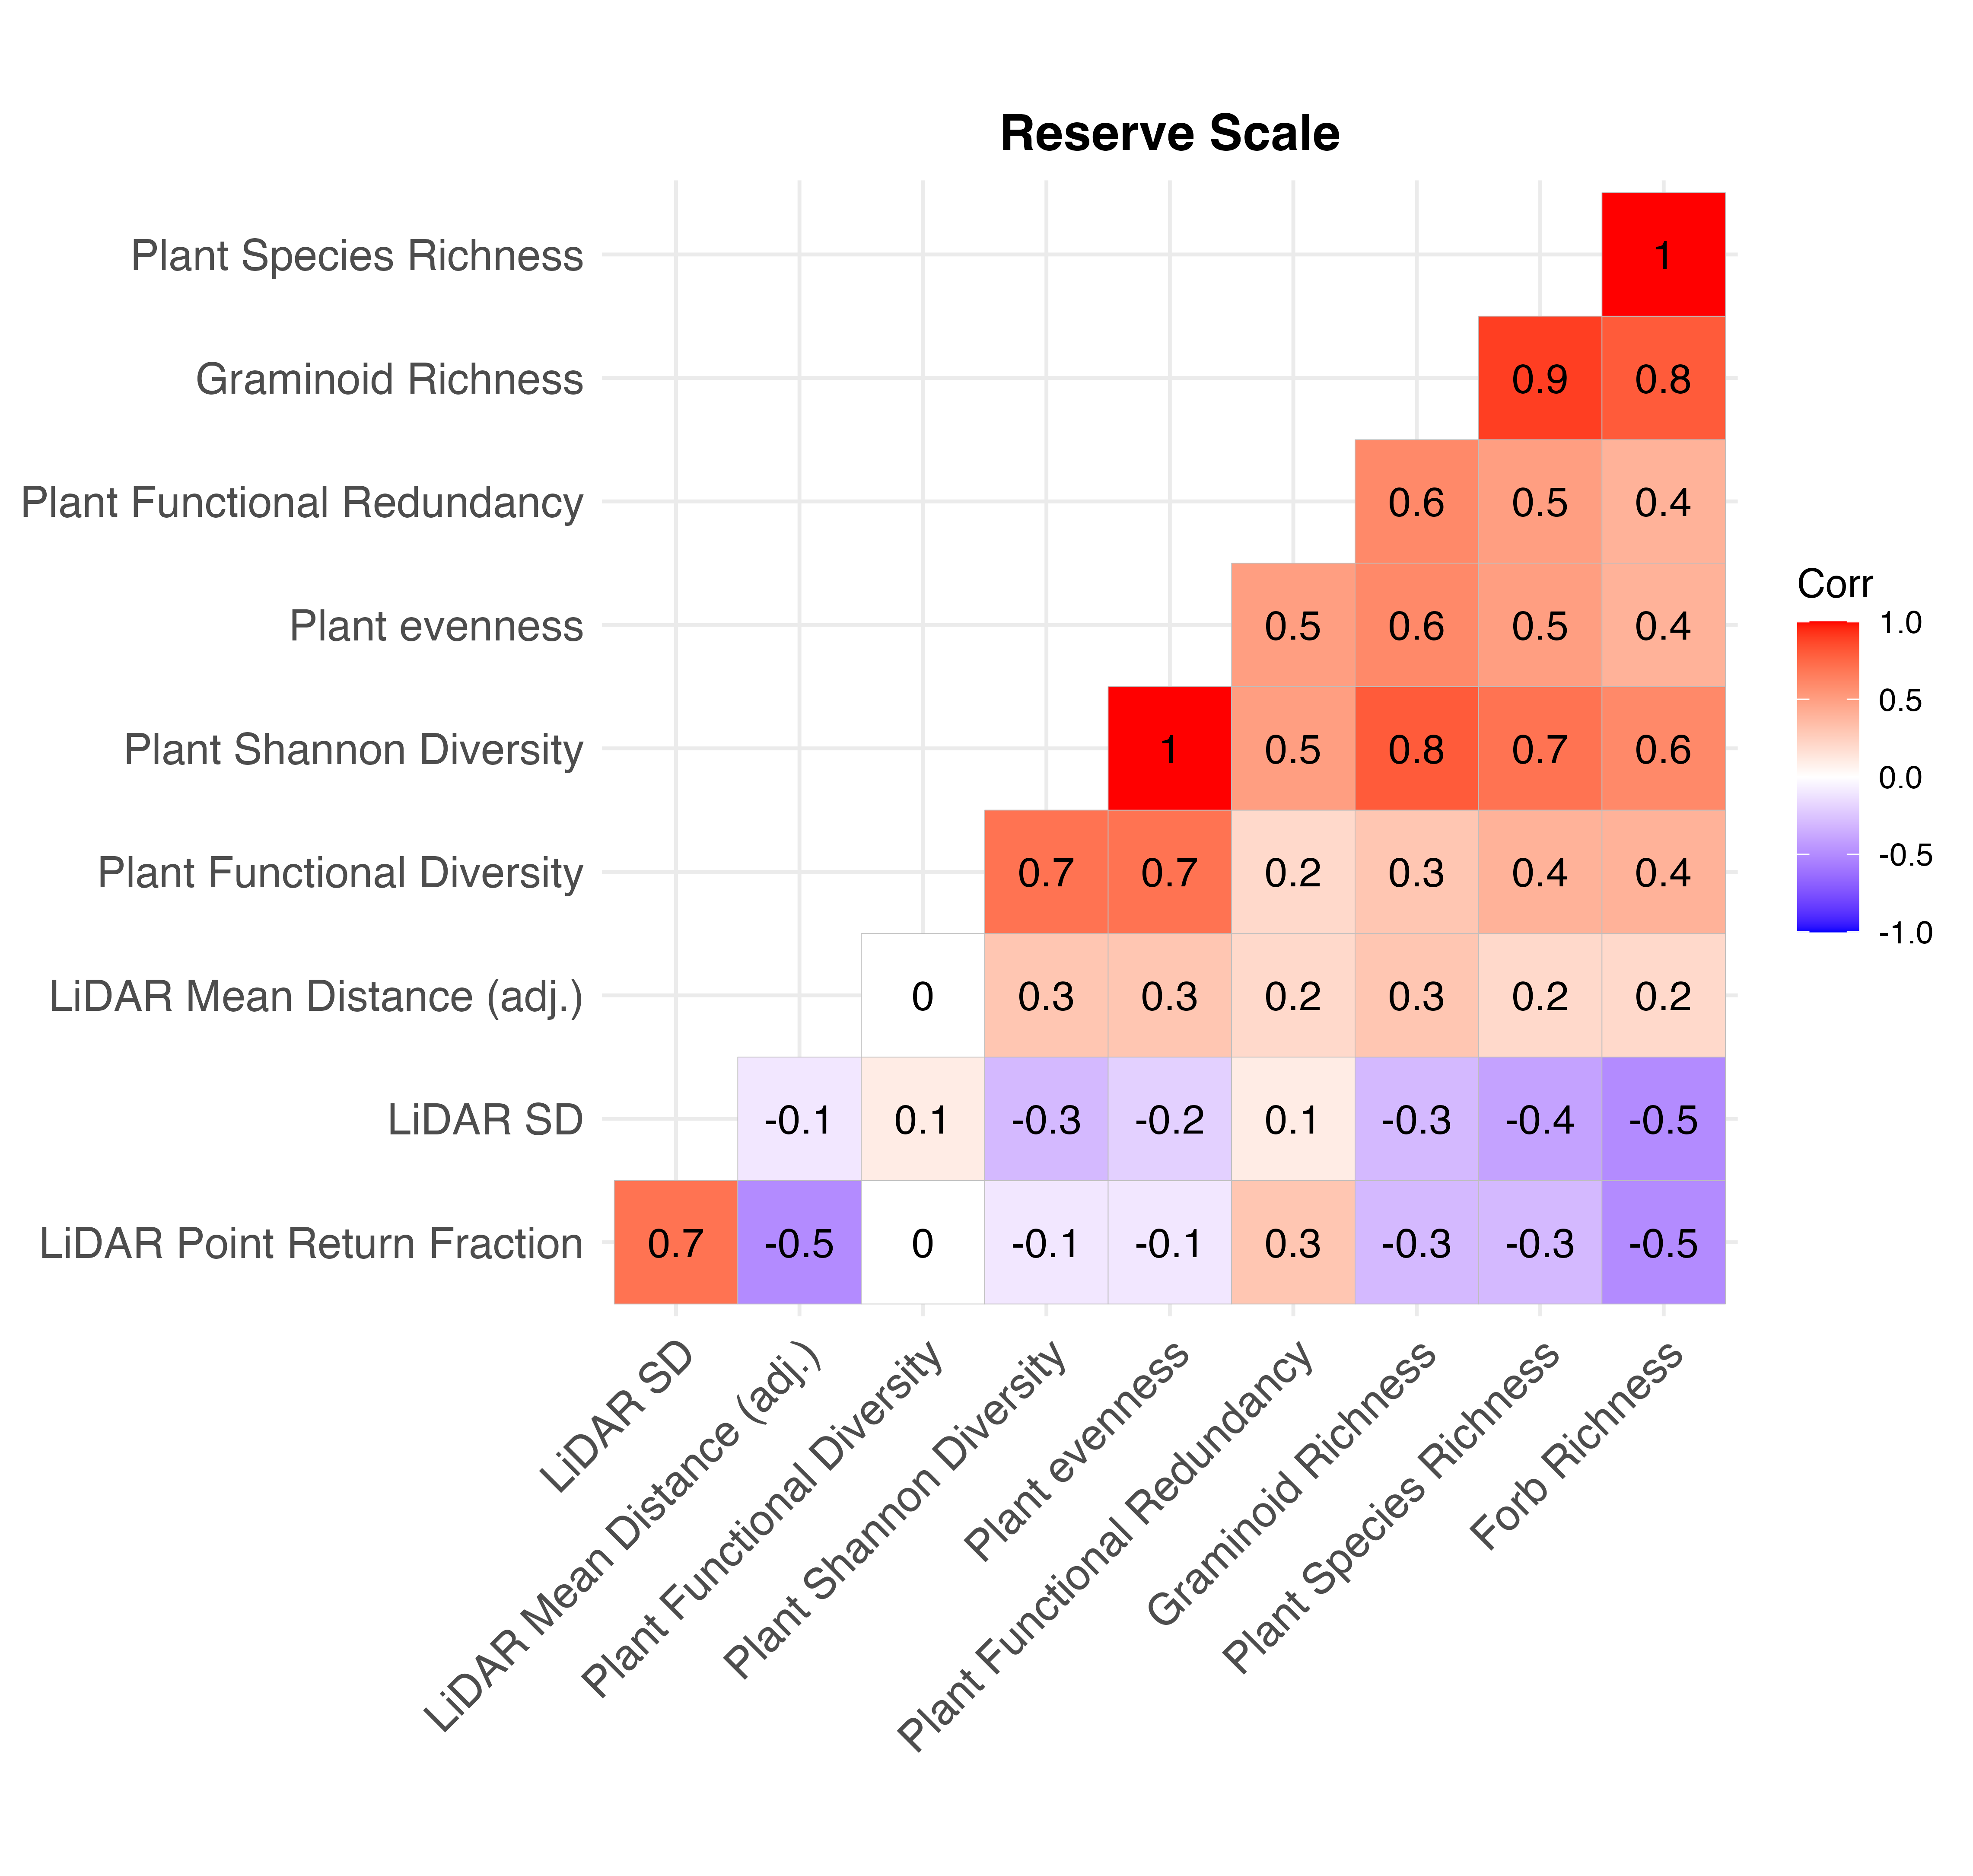 Reserve Scale
Plant Species Richness
1
Graminoid Richness
0.9 0.8
Plant Functional Redundancy
0.6 0.5 0.4
Plant evenness
0.5 0.6 0.5 0.4
Plant Shannon Diversity
1 0.5 0.8 0.7 0.6
Plant Functional Diversity
0.7 0.7 0.2 0.3 0.4 0.4
LiDAR Mean Distance (adj.)
0 0.3 0.3 0.2 0.3 0.2 0.2
LiDAR SD
-0.1 0.1 -0.3 -0.2 0.1 -0.3 -0.4 -0.5
LiDAR Point Return Fraction
0.7 -0.5 0 -0.1 -0.1 0.3 -0.3 -0.3 -0.5
LiDAR SD
LiDAR Mean Distance (adj.)
Plant Functional Diversity
Plant Shannon Diversity
Plant evenness
Plant Functional Redundancy
Graminoid Richness
Plant Species Richness
Forb Richness
Corr
1.0
0.5
0.0
-0.5
-1.0